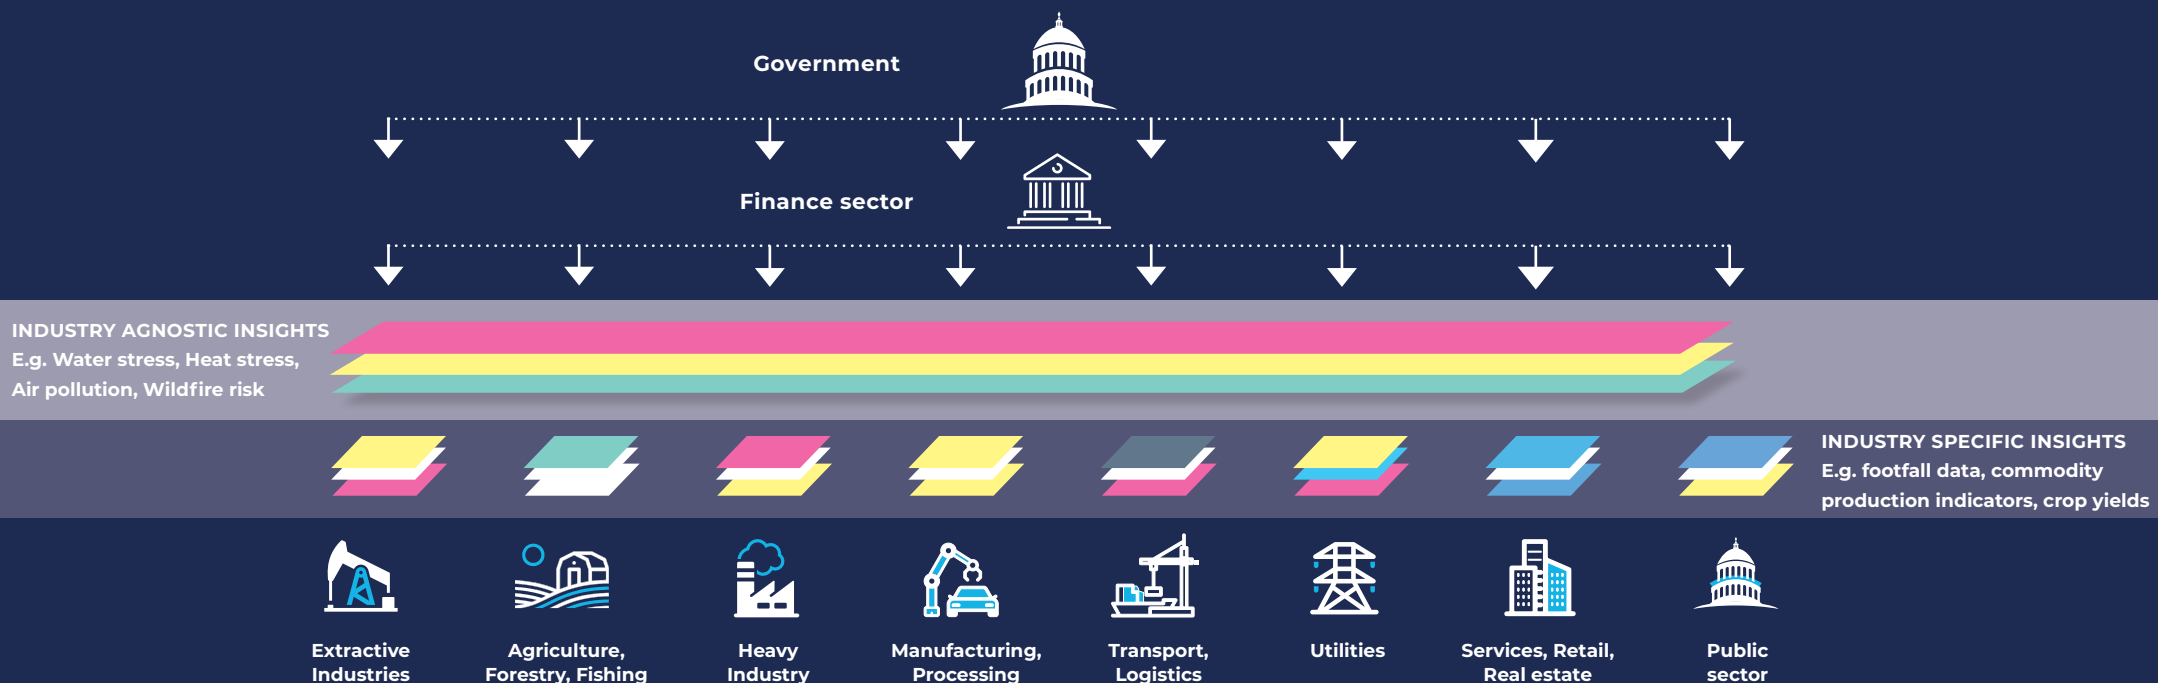 Government
Finance sector
INDUSTRY AGNOSTIC INSIGHTS
E.g. Water stress, Heat stress,
Air pollution, Wildfire risk
INDUSTRY SPECIFIC INSIGHTS
E.g. footfall data, commodity
production indicators, crop yields
Extractive
Industries
Agriculture,
Forestry, Fishing
Heavy
Industry
Manufacturing,
Processing
Transport,
Logistics
Utilities
Services, Retail,
Real estate
Public
sector